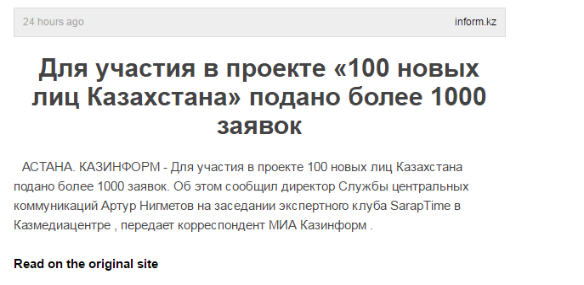 24 hours ago inform.kz
Для участия в проекте «100 новых
лиц Казахстана» подано более 1000
заявок
АСТАНА. КАЗИНФОРМ - Для участия в проекте 100 новых лиц Казахстана
подано более 1000 заявок. Об этом сообщил директор Службы центральных
коммуникаций Артур Нигметов на заседании экспертного клуба SarapTime в
Казмедиацентре , передает корреспондент МИА Казинформ .
Read on the original site